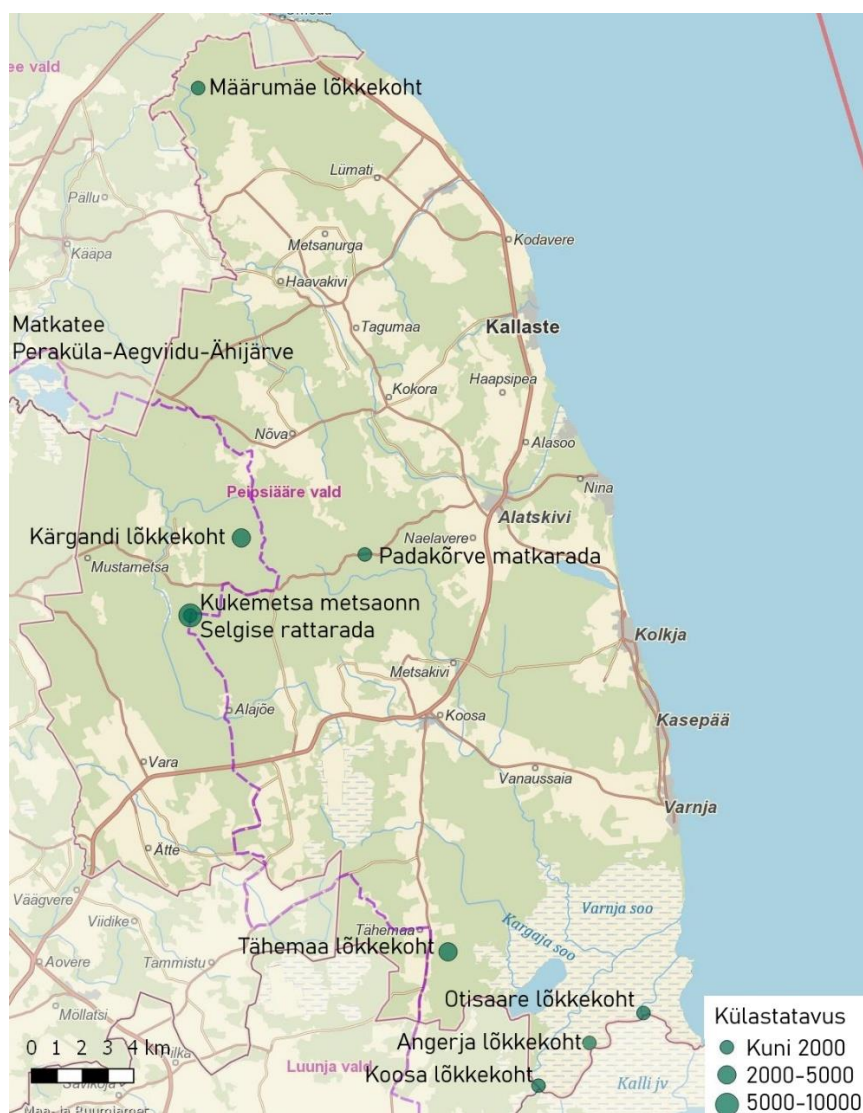 ee vald
Määrumäe lõkkekoht
Lümati
Pällu
Metsanurga
Kodavere
Kääpa
Haavakivi
Matkatee
Peraküla-Aegviidu-Ähijärve
Tagumaa
Kallaste
Kokora
Haapsipea
Nõva
Alasoo
Peipsiääre vald
Nina
Alatskivi
Kärgandi lõkkekoht
Naelavere
Padakõrve matkarada
Mustametsa
Kukemetsa metsaonn
Selgise rattarada
Kolkja
Metsakivi
Alajõe
Koosa
Kasepää
Vara
Vanaussaia
Varnja
Ätte
Väägvere
Viidike
Varnja soo
Kargaja soo
Tähemaa
Tähemaa lõkkekoht
Aovere
Tammistu
Otisaare lõkkekoht
Möllatsi
Külastatavus
0 1 2 3 4 km
Angerja lõkkekoht
Kuni 2000
Luunja vald
Koosa lõkkekoht
2000-5000
Kalli jv
5000-10000